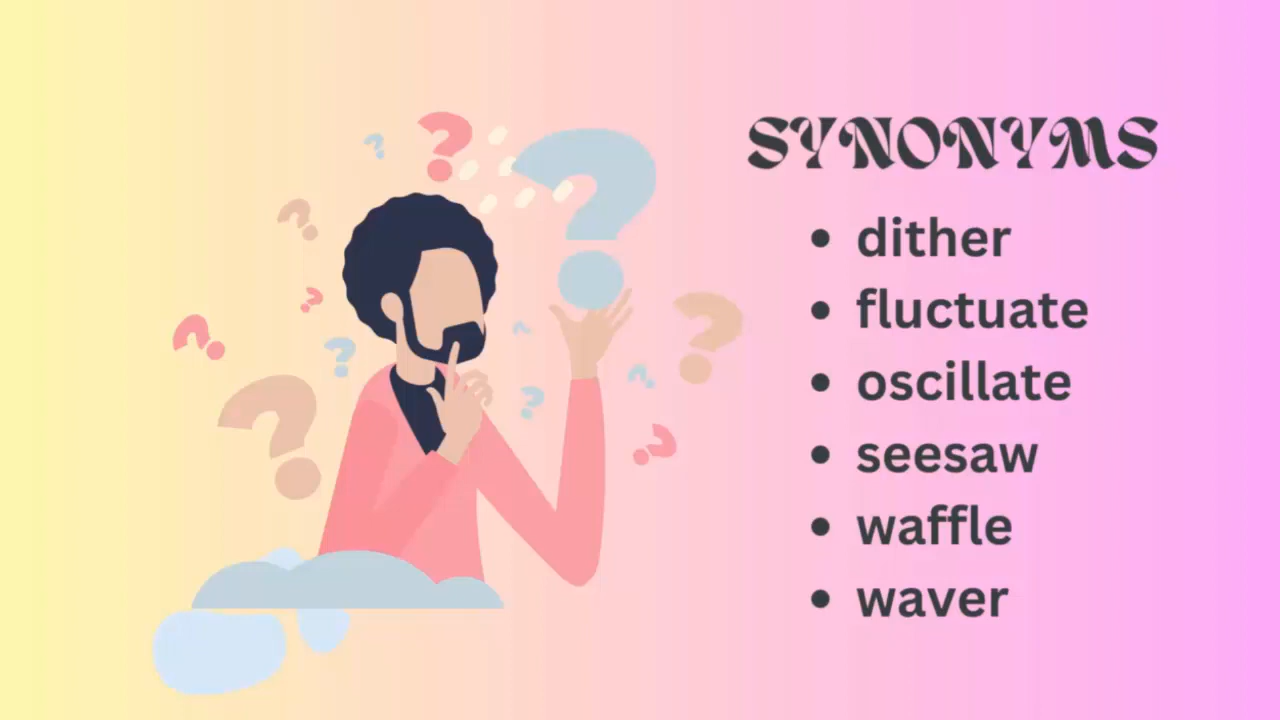 SYNONYMS
• dither
• fluctuate
• oscillate
• seesaw
• waffle
• waver